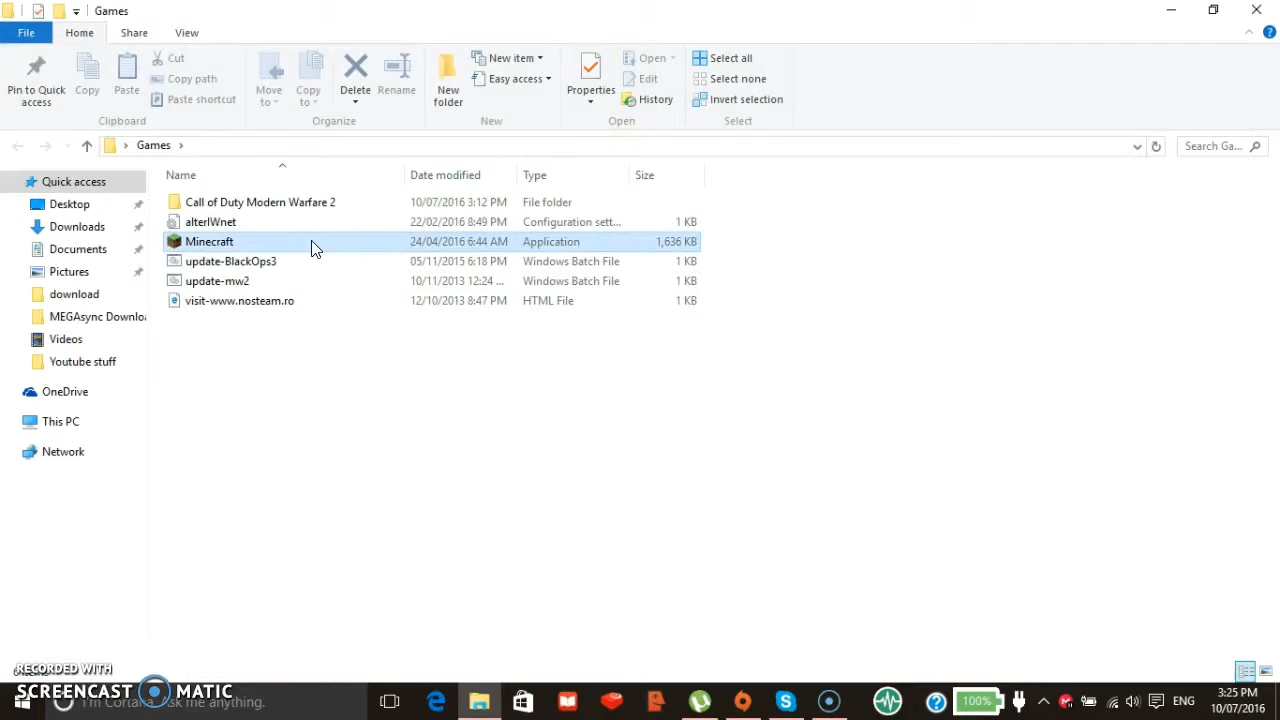 Games
File Home Share View
Pin to Quick access
Copy
Paste
Cut
Copy path
Paste shortcut
Clipboard
Move to
Copy to
Delete
Rename
Organize
New folder
New item
Easy access
New
Properties
Open
Edit
History
Open
Select all
Select none
Invert selection
Select
Games
Search Ga...
Name Date modified Type Size
Quick access
Desktop
Downloads
Documents
Pictures
download
MEGAsync Downloa
Videos
Youtube stuff
OneDrive
This PC
Network
Call of Duty Modern Warfare 2 10/07/2016 3:12 PM File folder
alterIWnet 22/02/2016 8:49 PM Configuration sett... 1 KB
Minecraft 24/04/2016 6:44 AM Application 1,636 KB
update-BlackOps3 05/11/2015 6:18 PM Windows Batch File 1 KB
update-mw2 10/11/2013 12:24 ... Windows Batch File 1 KB
visit-www.nosteam.ro 12/10/2013 8:47 PM HTML File 1 KB
RECORDED WITH
SCREENCAST MATIC
I'm Cortana. Ask me anything.
100%
ENG
3:25 PM
10/07/2016